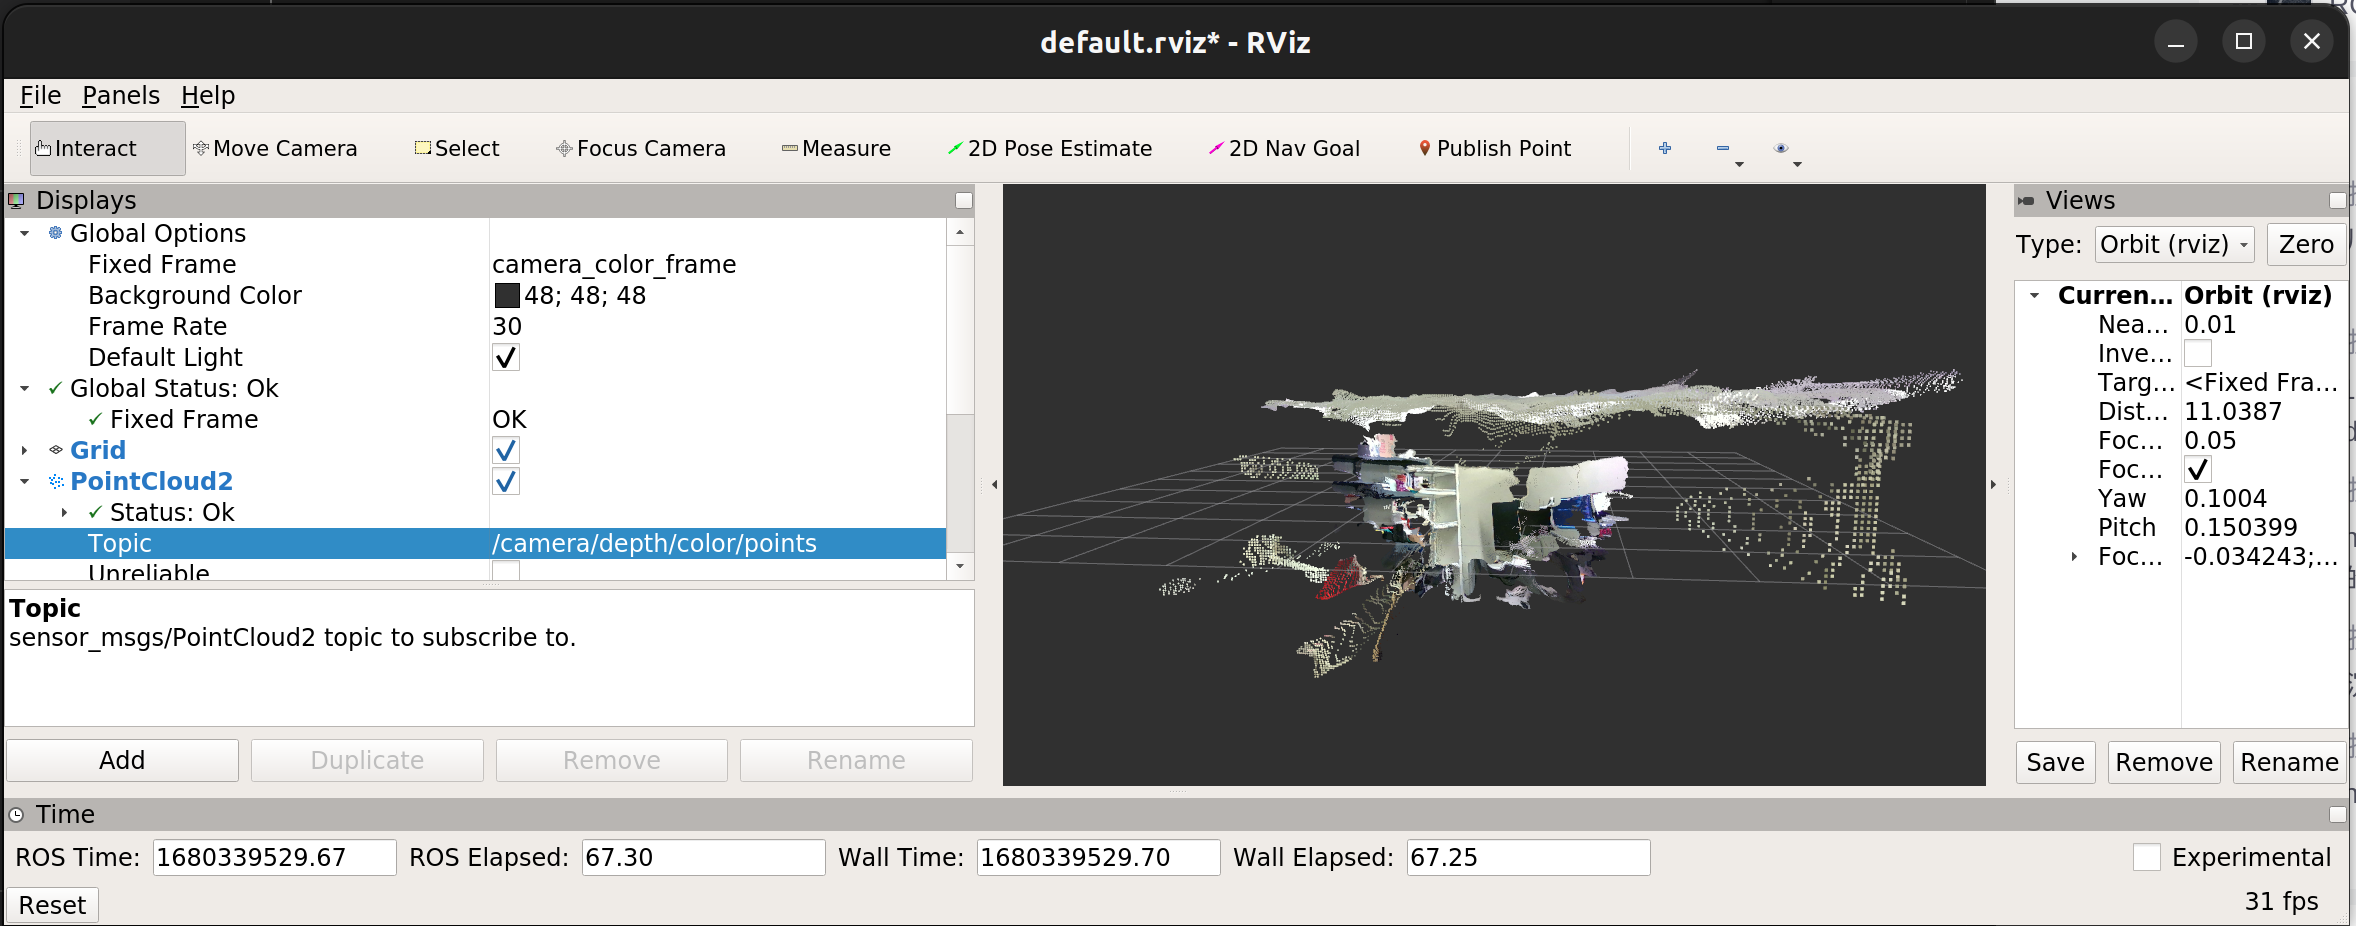 default.rviz* - RViz
File Panels Help
Interact Move Camera Select Focus Camera Measure 2D Pose Estimate 2D Nav Goal Publish Point
Displays
Global Options
Fixed Frame camera_color_frame
Background Color 48; 48; 48
Frame Rate 30
Default Light
Global Status: Ok
Fixed Frame OK
Grid
PointCloud2
Status: Ok
Topic /camera/depth/color/points
Unreliable
Topic
sensor_msgs/PointCloud2 topic to subscribe to.
Add Duplicate Remove Rename
Views
Type: Orbit (rviz) Zero
Curren... Orbit (rviz)
Nea... 0.01
Inve...
Targ... <Fixed Fra...
Dist... 11.0387
Foc... 0.05
Foc...
Yaw 0.1004
Pitch 0.150399
Foc... -0.034243;...
Save Remove Rename
Time
ROS Time: 1680339529.67 ROS Elapsed: 67.30 Wall Time: 1680339529.70 Wall Elapsed: 67.25 Experimental
Reset 31 fps